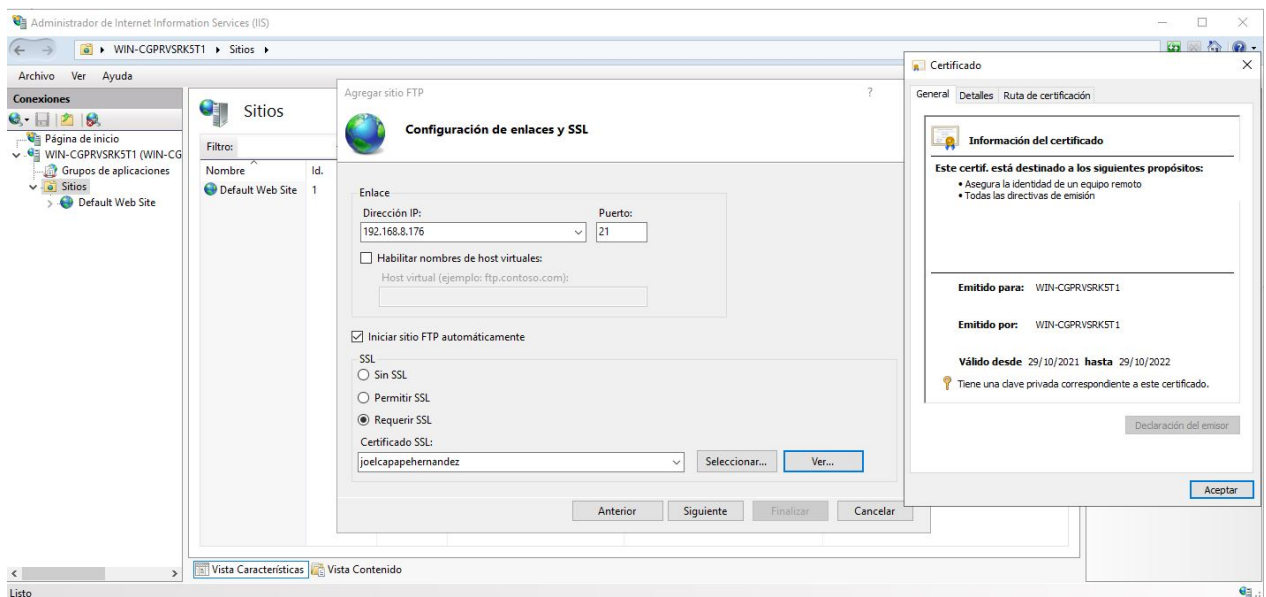 Administrador de Internet Information Services (IIS)
WIN-CGPRVSRK5T1 Sitios
Archivo Ver Ayuda
Conexiones
Página de inicio
WIN-CGPRVSRK5T1 (WIN-CG
Grupos de aplicaciones
Sitios
Default Web Site
Sitios
Filtro:
Nombre Id.
Default Web Site 1
Vista Características Vista Contenido
Listo
Agregar sitio FTP ?
Configuración de enlaces y SSL
Enlace
Dirección IP: Puerto:
192.168.8.176 21
Habilitar nombres de host virtuales:
Host virtual (ejemplo: ftp.contoso.com):
Iniciar sitio FTP automáticamente
SSL
Sin SSL
Permitir SSL
Requerir SSL
Certificado SSL:
joelcapapehernandez Seleccionar... Ver...
Anterior Siguiente Finalizar Cancelar
Certificado
General Detalles Ruta de certificación
Información del certificado
Este certif. está destinado a los siguientes propósitos:
• Asegura la identidad de un equipo remoto
• Todas las directivas de emisión
Emitido para: WIN-CGPRVSRK5T1
Emitido por: WIN-CGPRVSRK5T1
Válido desde 29/10/2021 hasta 29/10/2022
Tiene una clave privada correspondiente a este certificado.
Declaración del emisor
Aceptar